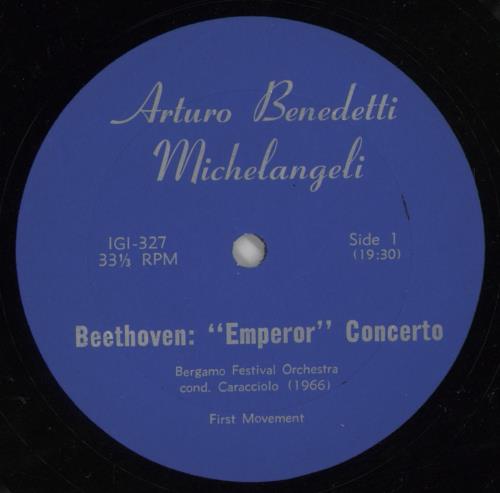 Arturo Benedetti
Michelangeli
IGI-327
33⅓ RPM
Side 1
(19:30)
Beethoven: "Emperor" Concerto
Bergamo Festival Orchestra
cond. Caracciolo (1966)
First Movement